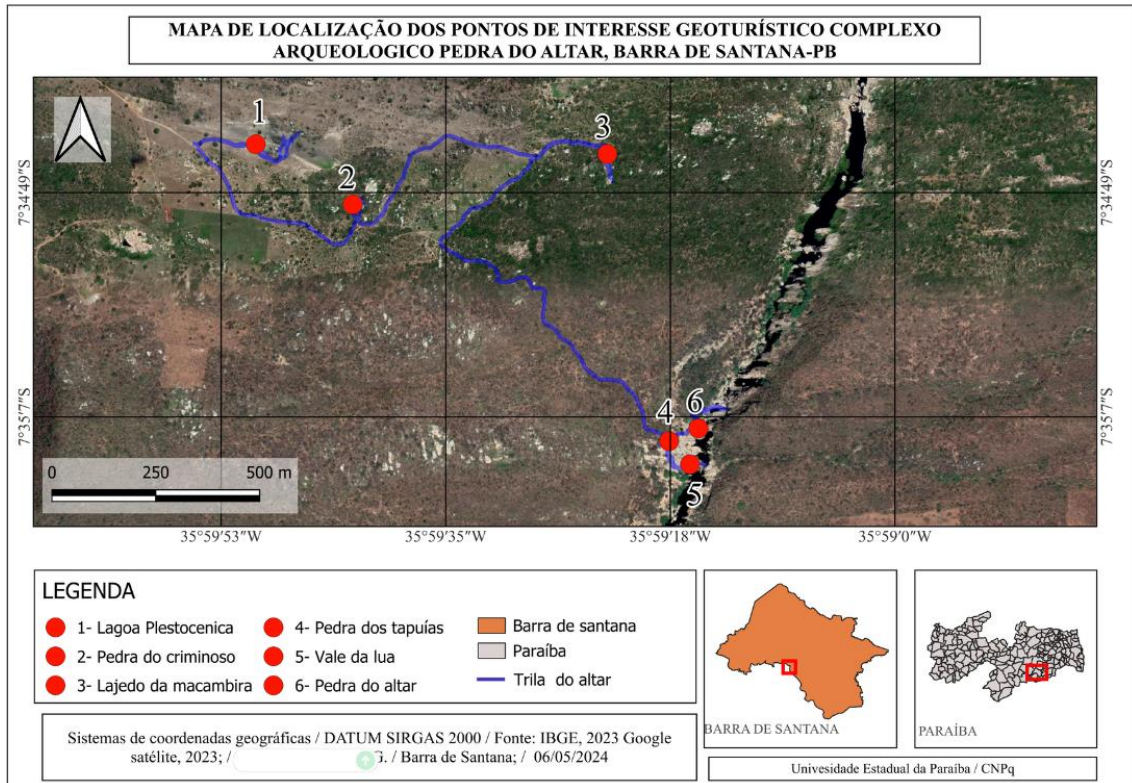 MAPA DE LOCALIZAÇÃO DOS PONTOS DE INTERESSE GEOTURÍSTICO COMPLEXO
ARQUEOLOGICO PEDRA DO ALTAR, BARRA DE SANTANA-PB
1
2
3
4
6
5
7°34'49"S
7°34'49"S
7°35'7"S
7°35'7"S
0 250 500 m
35°59'53"W 35°59'35"W 35°59'18"W 35°59'0"W
LEGENDA
1- Lagoa Plestocenica
2- Pedra do criminoso
3- Lajedo da macambira
4- Pedra dos tapuías
5- Vale da lua
6- Pedra do altar
Barra de santana
Paraíba
Trila do altar
BARRA DE SANTANA
PARAÍBA
Sistemas de coordenadas geográficas / DATUM SIRGAS 2000 / Fonte: IBGE, 2023 Google
satélite, 2023; / G. / Barra de Santana; / 06/05/2024
Univesidade Estadual da Paraíba / CNPq